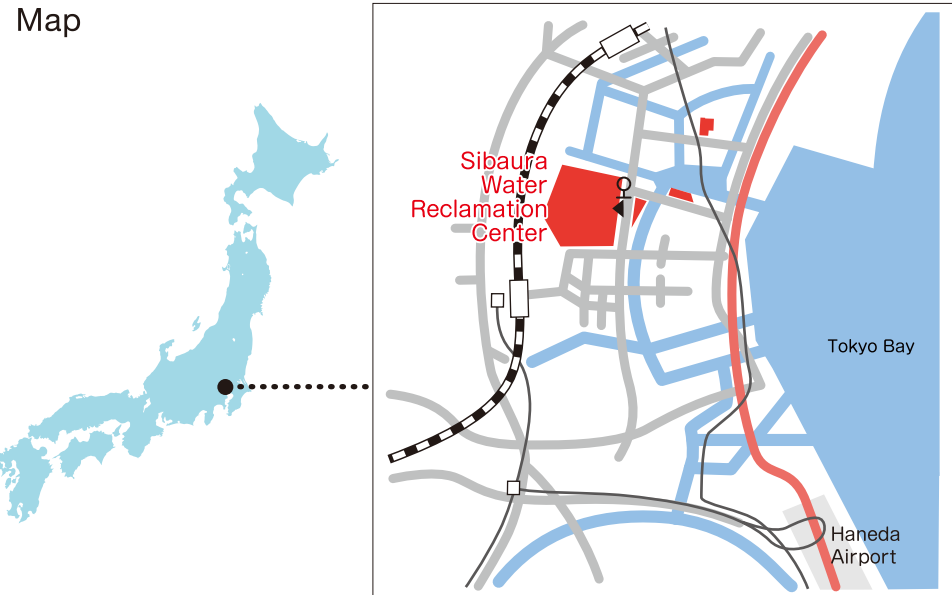 Map
Sibaura
Water
Reclamation
Center
Tokyo Bay
Haneda
Airport